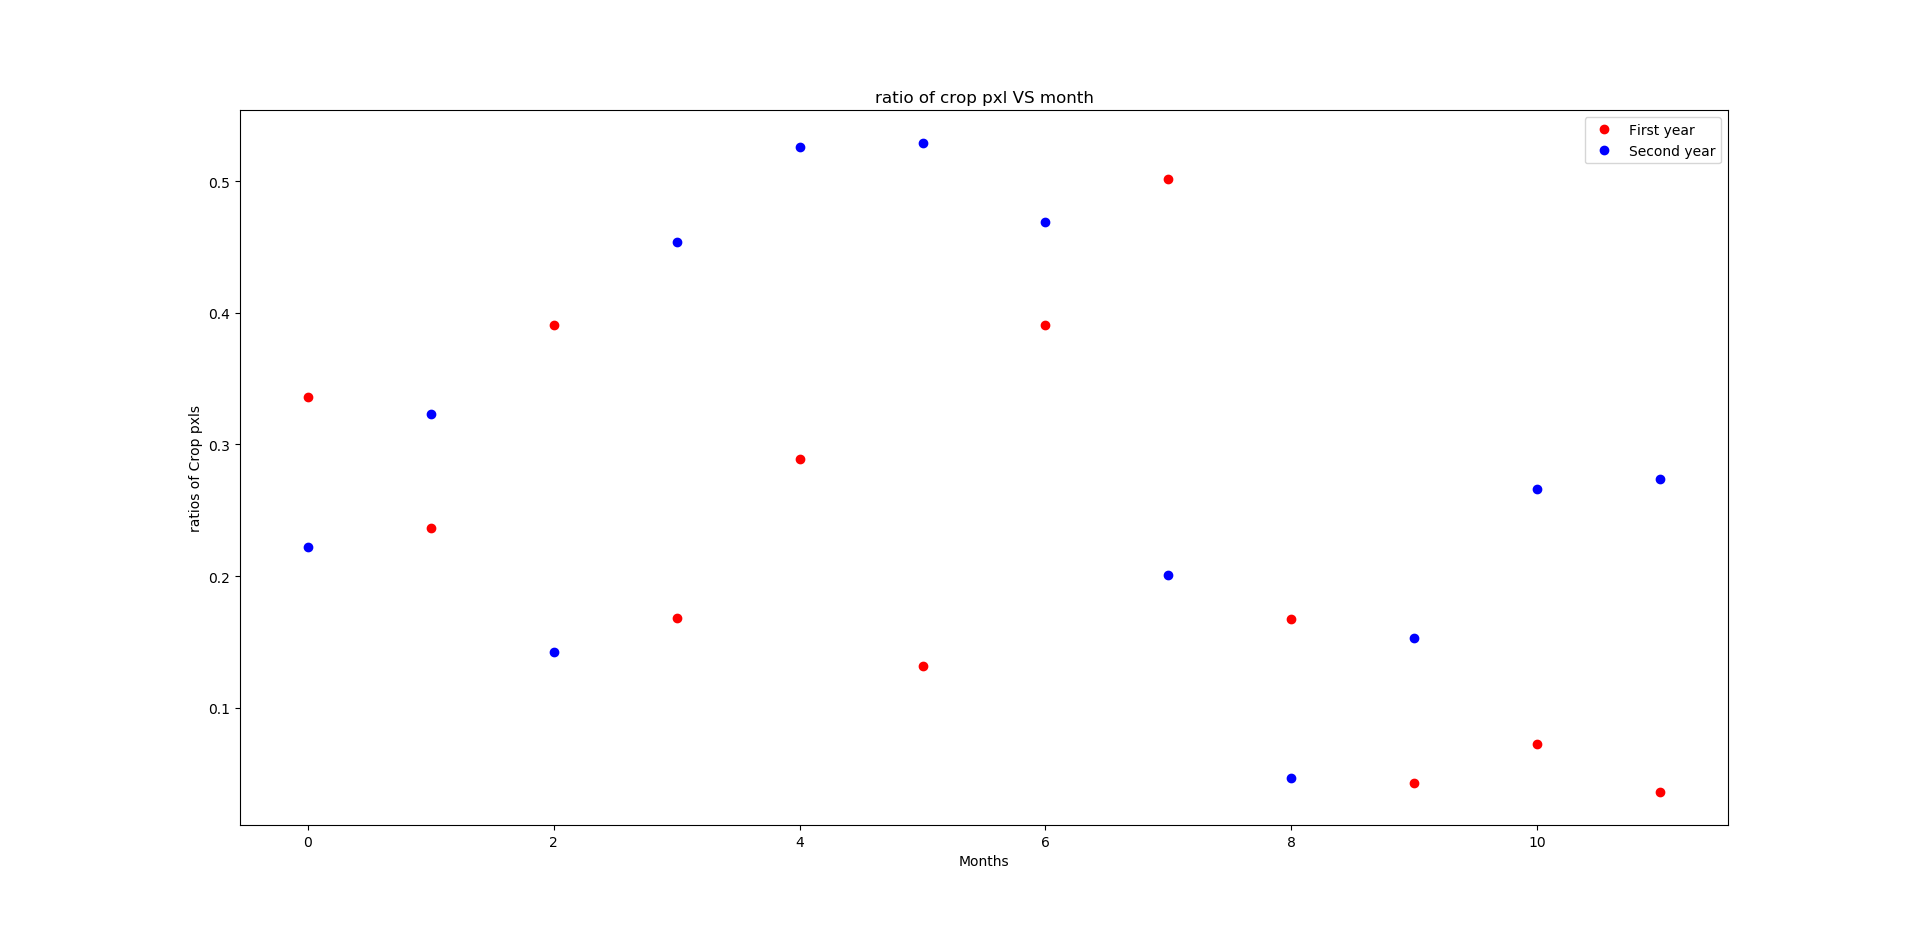 ratio of crop pxl VS month
First year
Second year
0.5
0.4
0.3
0.2
0.1
ratios of Crop pxls
0 2 4 6 8 10
Months